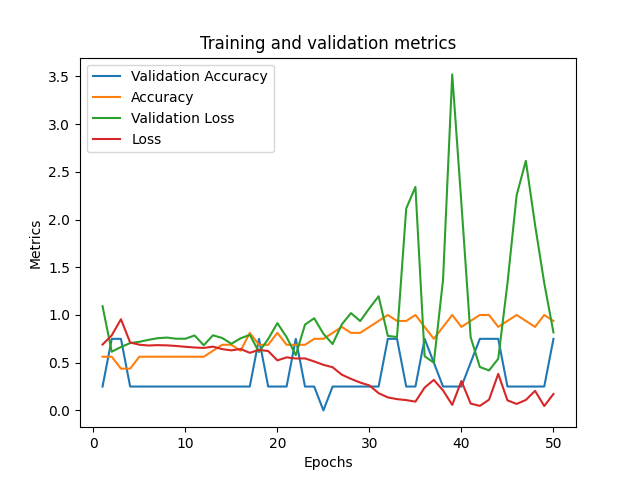 Training and validation metrics
Validation Accuracy
Accuracy
Validation Loss
Loss
3.5
3.0
2.5
2.0
1.5
1.0
0.5
0.0
Metrics
0 10 20 30 40 50
Epochs